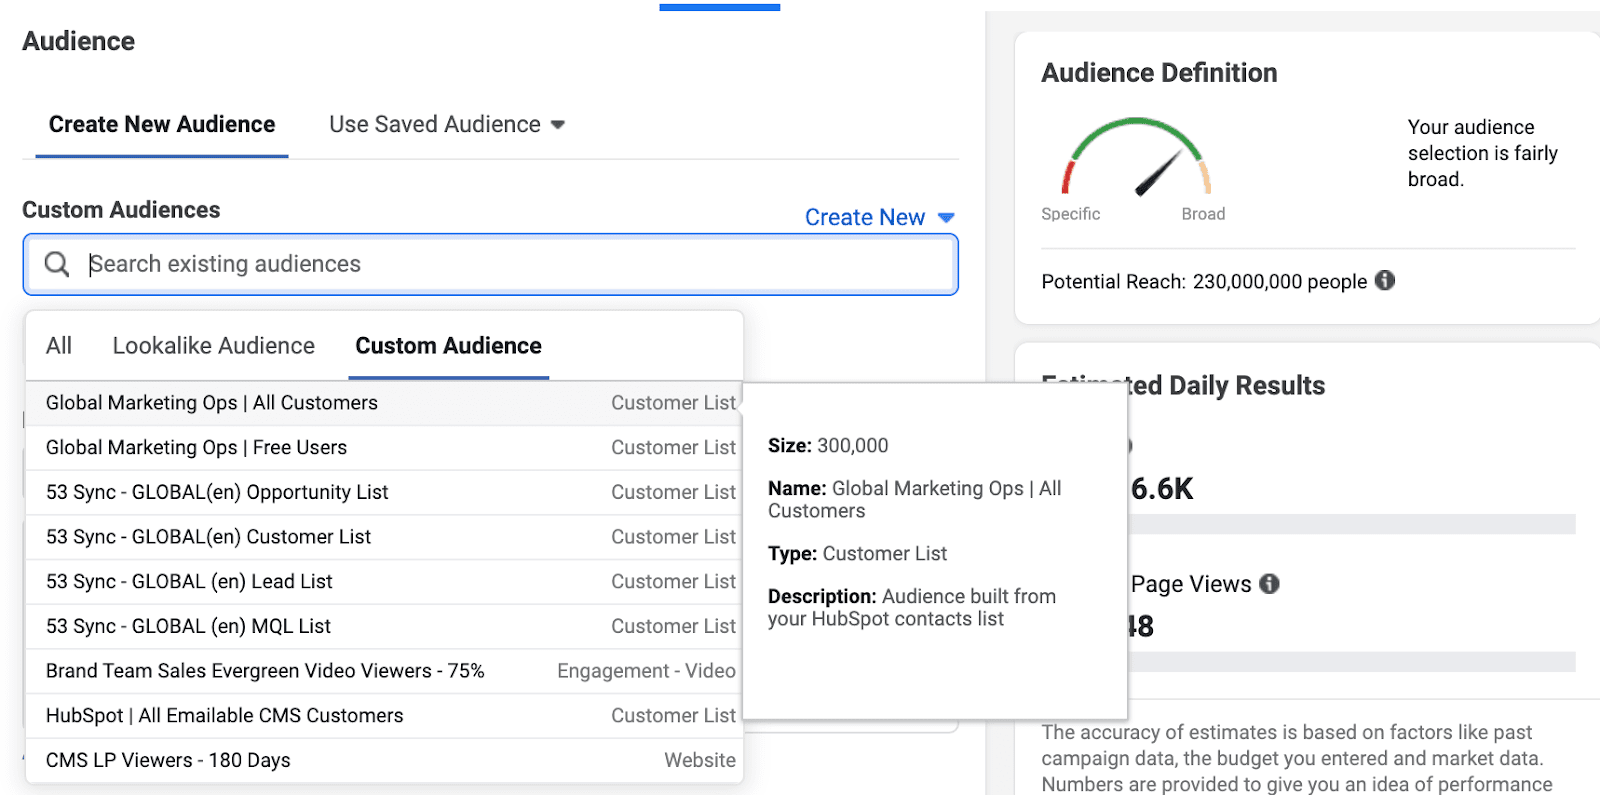 Audience
Create New Audience
Use Saved Audience
Custom Audiences
Create New
Search existing audiences
All
Lookalike Audience
Custom Audience
Global Marketing Ops | All Customers
Customer List
Global Marketing Ops | Free Users
Customer List
53 Sync - GLOBAL(en) Opportunity List
Customer List
53 Sync - GLOBAL(en) Customer List
Customer List
53 Sync - GLOBAL (en) Lead List
Customer List
53 Sync - GLOBAL (en) MQL List
Customer List
Brand Team Sales Evergreen Video Viewers - 75%
Engagement - Video
HubSpot | All Emailable CMS Customers
Customer List
CMS LP Viewers - 180 Days
Website
Size: 300,000
Name: Global Marketing Ops | All
Customers
Type: Customer List
Description: Audience built from
your HubSpot contacts list
Audience Definition
Your audience
selection is fairly
broad.
Specific
Broad
Potential Reach: 230,000,000 people
Estimated Daily Results
6.6K
Page Views
48
The accuracy of estimates is based on factors like past
campaign data, the budget you entered and market data.
Numbers are provided to give you an idea of performance